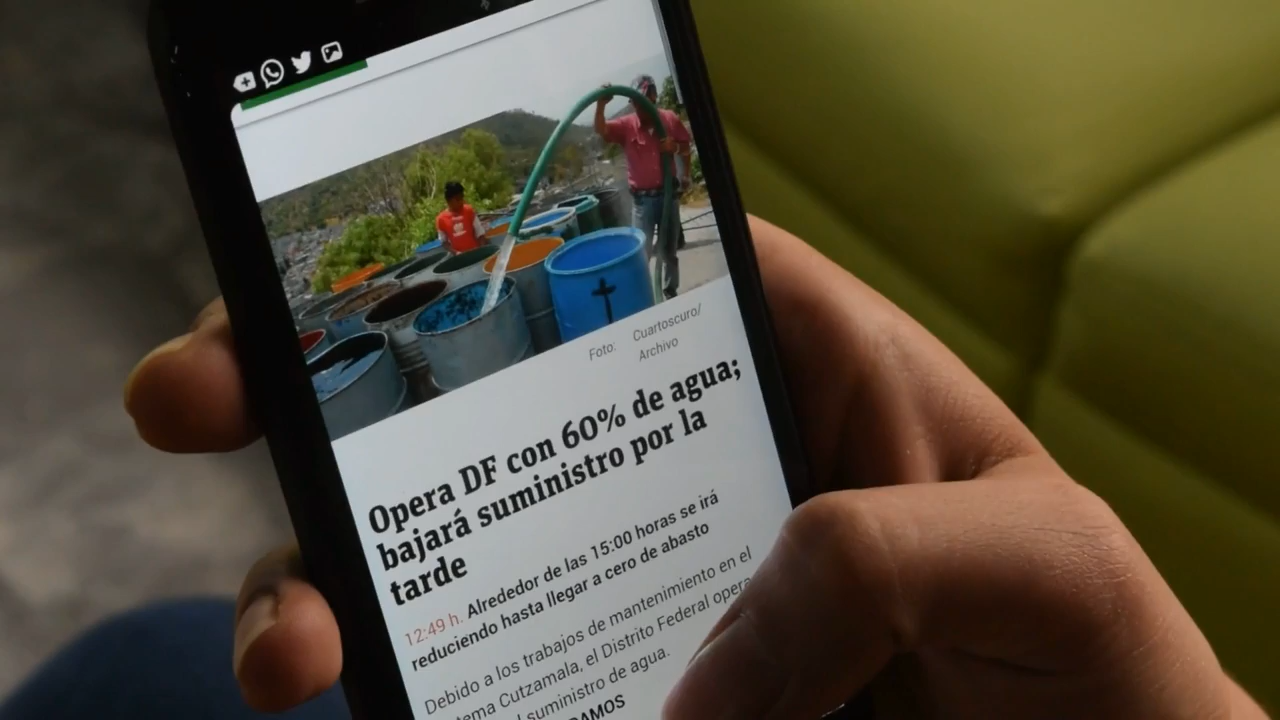 Foto: Cuartoscuro/
Archivo
Opera DF con 60% de agua;
bajará suministro por la
tarde
12:49 h. Alrededor de las 15:00 horas se irá
reduciendo hasta llegar a cero de abasto
Debido a los trabajos de mantenimiento en el
Cutzamala, el Distrito Federal opera
suministro de agua.